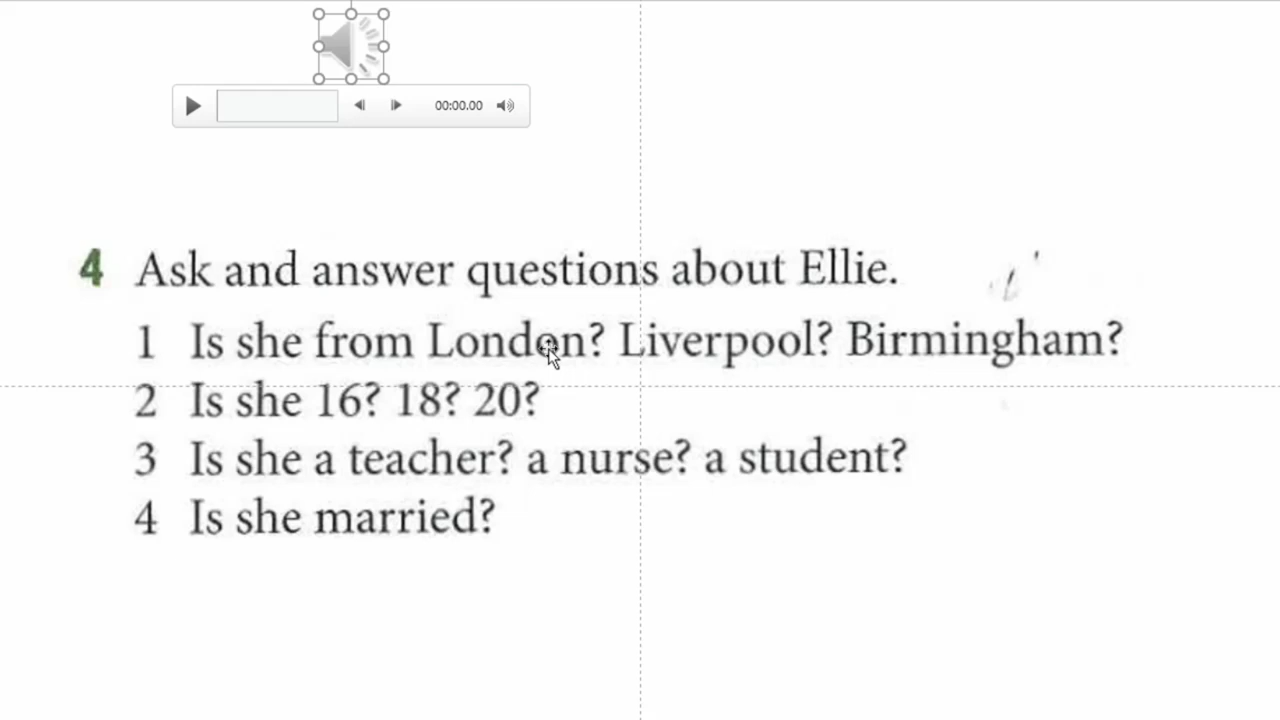 00:00.00
4 Ask and answer questions about Ellie.
1 Is she from London? Liverpool? Birmingham?
2 Is she 16? 18? 20?
3 Is she a teacher? a nurse? a student?
4 Is she married?